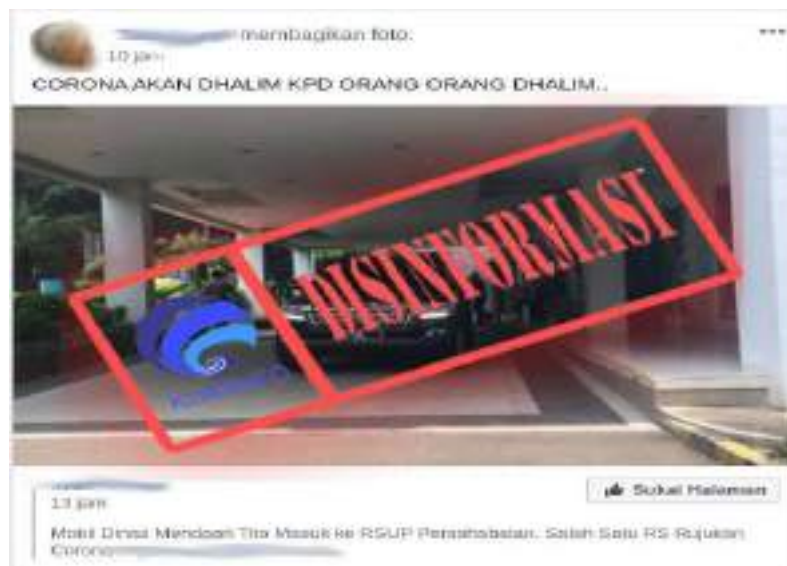 membagikan foto.
10 jam
CORONA AKAN DHALIM KPD ORANG ORANG DHALIM..
DISINFORMASI
KOMINFO
13 jam
Sukai Halaman
Mobil Dinas Mendagri Tito Masuk ke RSUP Persahabatan, Salah Satu RS Rujukan
Corona